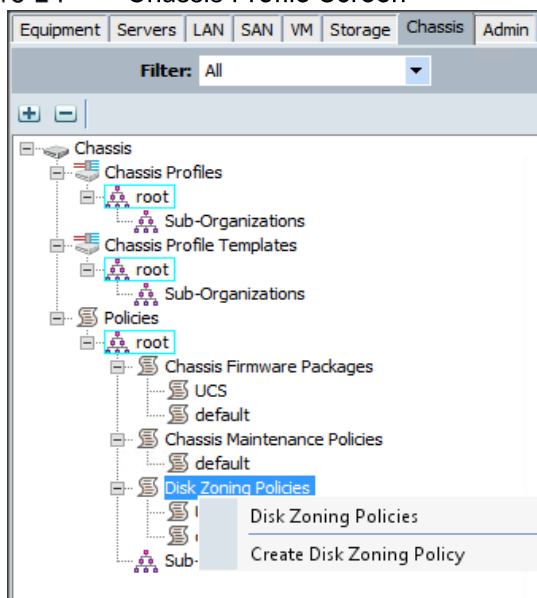 Chassis Profile Screen
Equipment Servers LAN SAN VM Storage Chassis Admin
Filter: All
Chassis
Chassis Profiles
root
Sub-Organizations
Chassis Profile Templates
root
Sub-Organizations
Policies
root
Chassis Firmware Packages
UCS
default
Chassis Maintenance Policies
default
Disk Zoning Policies
Disk Zoning Policies
Create Disk Zoning Policy
Sub-